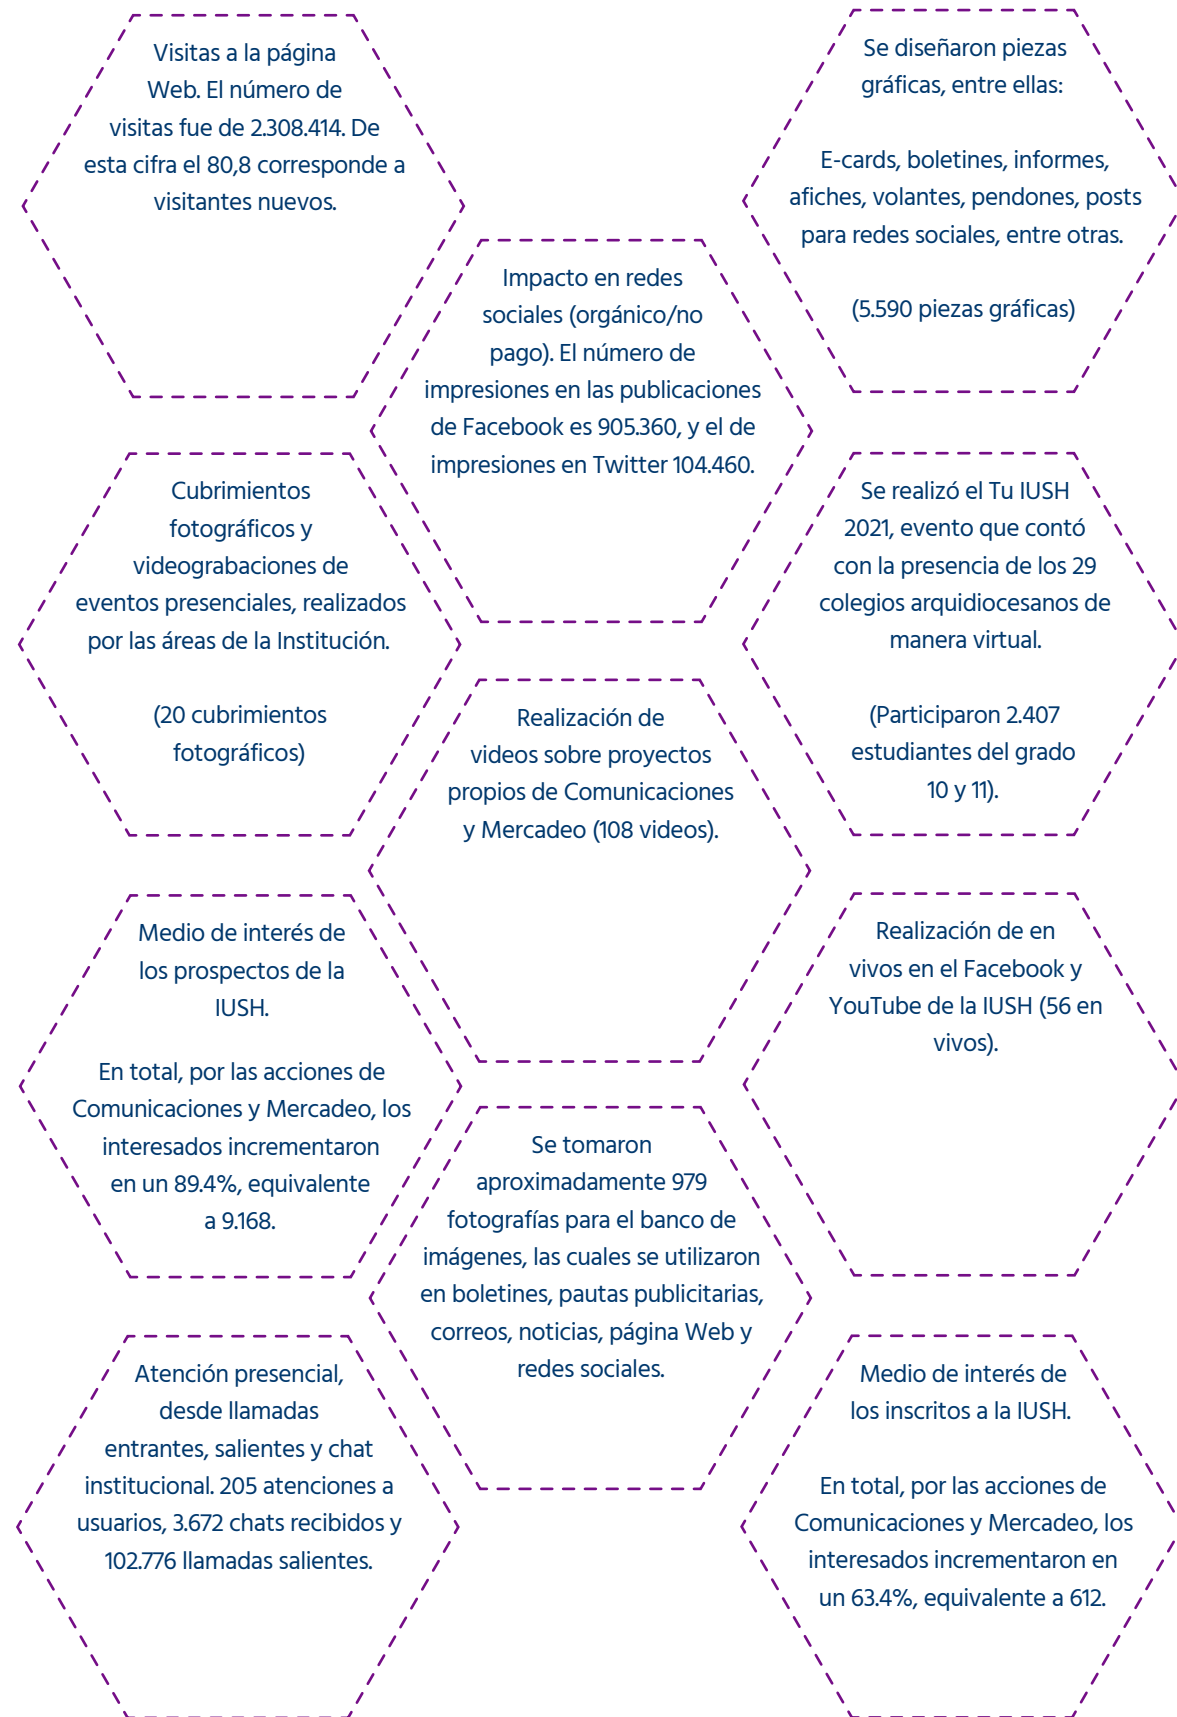 Visitas a la página
Web. El número de
visitas fue de 2.308.414. De
esta cifra el 80,8 corresponde a
visitantes nuevos.
Se diseñaron piezas
gráficas, entre ellas:
E-cards, boletines, informes,
afiches, volantes, pendones, posts
para redes sociales, entre otras.
(5.590 piezas gráficas)
Impacto en redes
sociales (orgánico/no
pago). El número de
impresiones en las publicaciones
de Facebook es 905.360, y el de
impresiones en Twitter 104.460.
Cubrimientos
fotográficos y
videograbaciones de
eventos presenciales, realizados
por las áreas de la Institución.
(20 cubrimientos
fotográficos)
Se realizó el Tu IUSH
2021, evento que contó
con la presencia de los 29
colegios arquidiocesanos de
manera virtual.
(Participaron 2.407
estudiantes del grado
10 y 11).
Realización de
videos sobre proyectos
propios de Comunicaciones
y Mercadeo (108 videos).
Medio de interés de
los prospectos de la
IUSH.
En total, por las acciones de
Comunicaciones y Mercadeo, los
interesados incrementaron
en un 89.4%, equivalente
a 9.168.
Realización de en
vivos en el Facebook y
YouTube de la IUSH (56 en
vivos).
Se tomaron
aproximadamente 979
fotografías para el banco de
imágenes, las cuales se utilizaron
en boletines, pautas publicitarias,
correos, noticias, página Web y
redes sociales.
Atención presencial,
desde llamadas
entrantes, salientes y chat
institucional. 205 atenciones a
usuarios, 3.672 chats recibidos y
102.776 llamadas salientes.
Medio de interés de
los inscritos a la IUSH.
En total, por las acciones de
Comunicaciones y Mercadeo, los
interesados incrementaron en
un 63.4%, equivalente a 612.